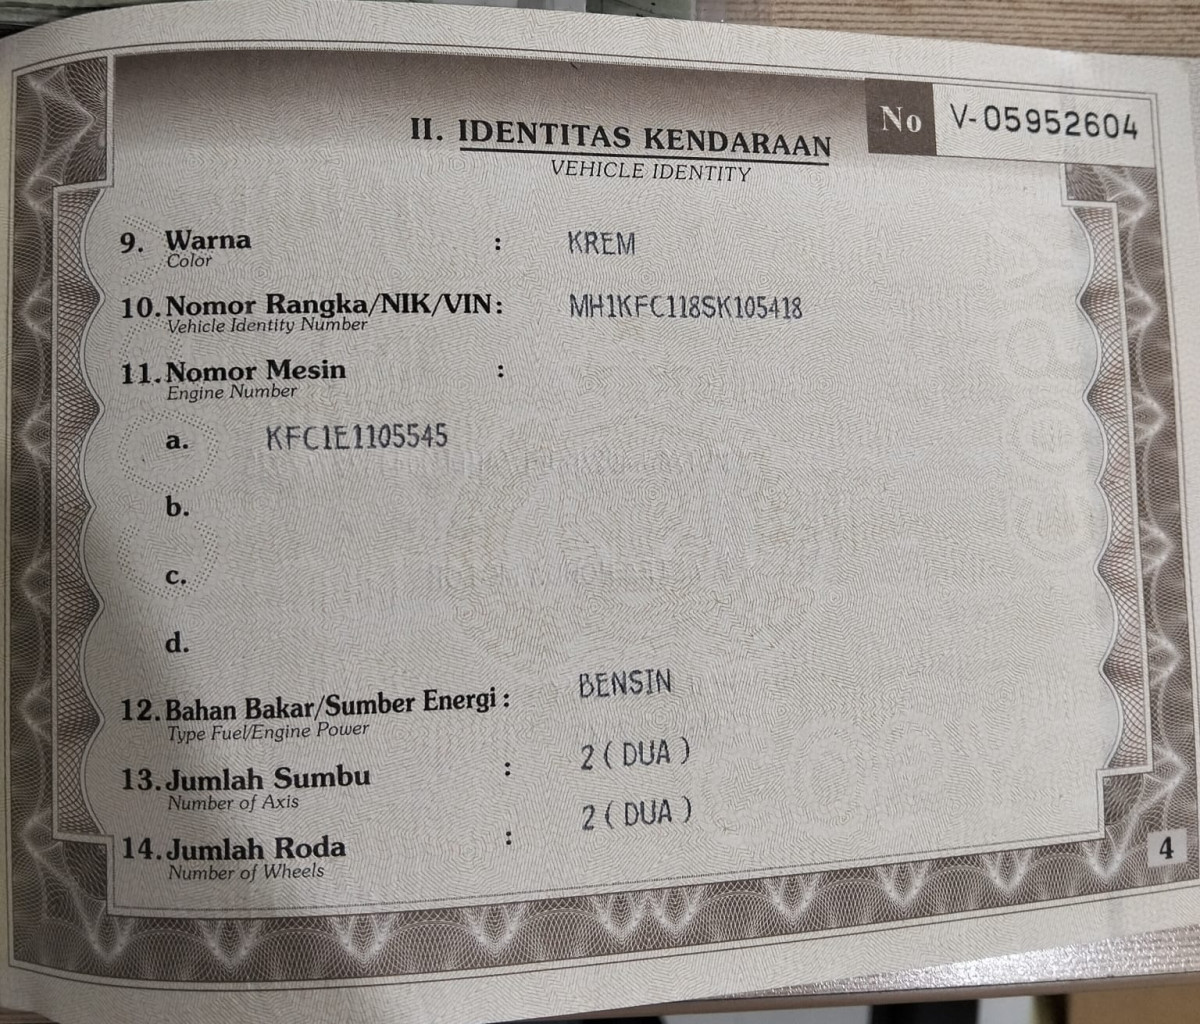 No V-05952604
II. IDENTITAS KENDARAAN
VEHICLE IDENTITY
9. Warna : KREM
Color
10. Nomor Rangka/NIK/VIN: MH1KFC118SK105418
Vehicle Identity Number
11. Nomor Mesin :
Engine Number
a. KFC1E1105545
b.
c.
d.
12. Bahan Bakar/Sumber Energi : BENSIN
Type Fuel/Engine Power
13. Jumlah Sumbu : 2 ( DUA )
Number of Axis
14. Jumlah Roda : 2 ( DUA )
Number of Wheels
4